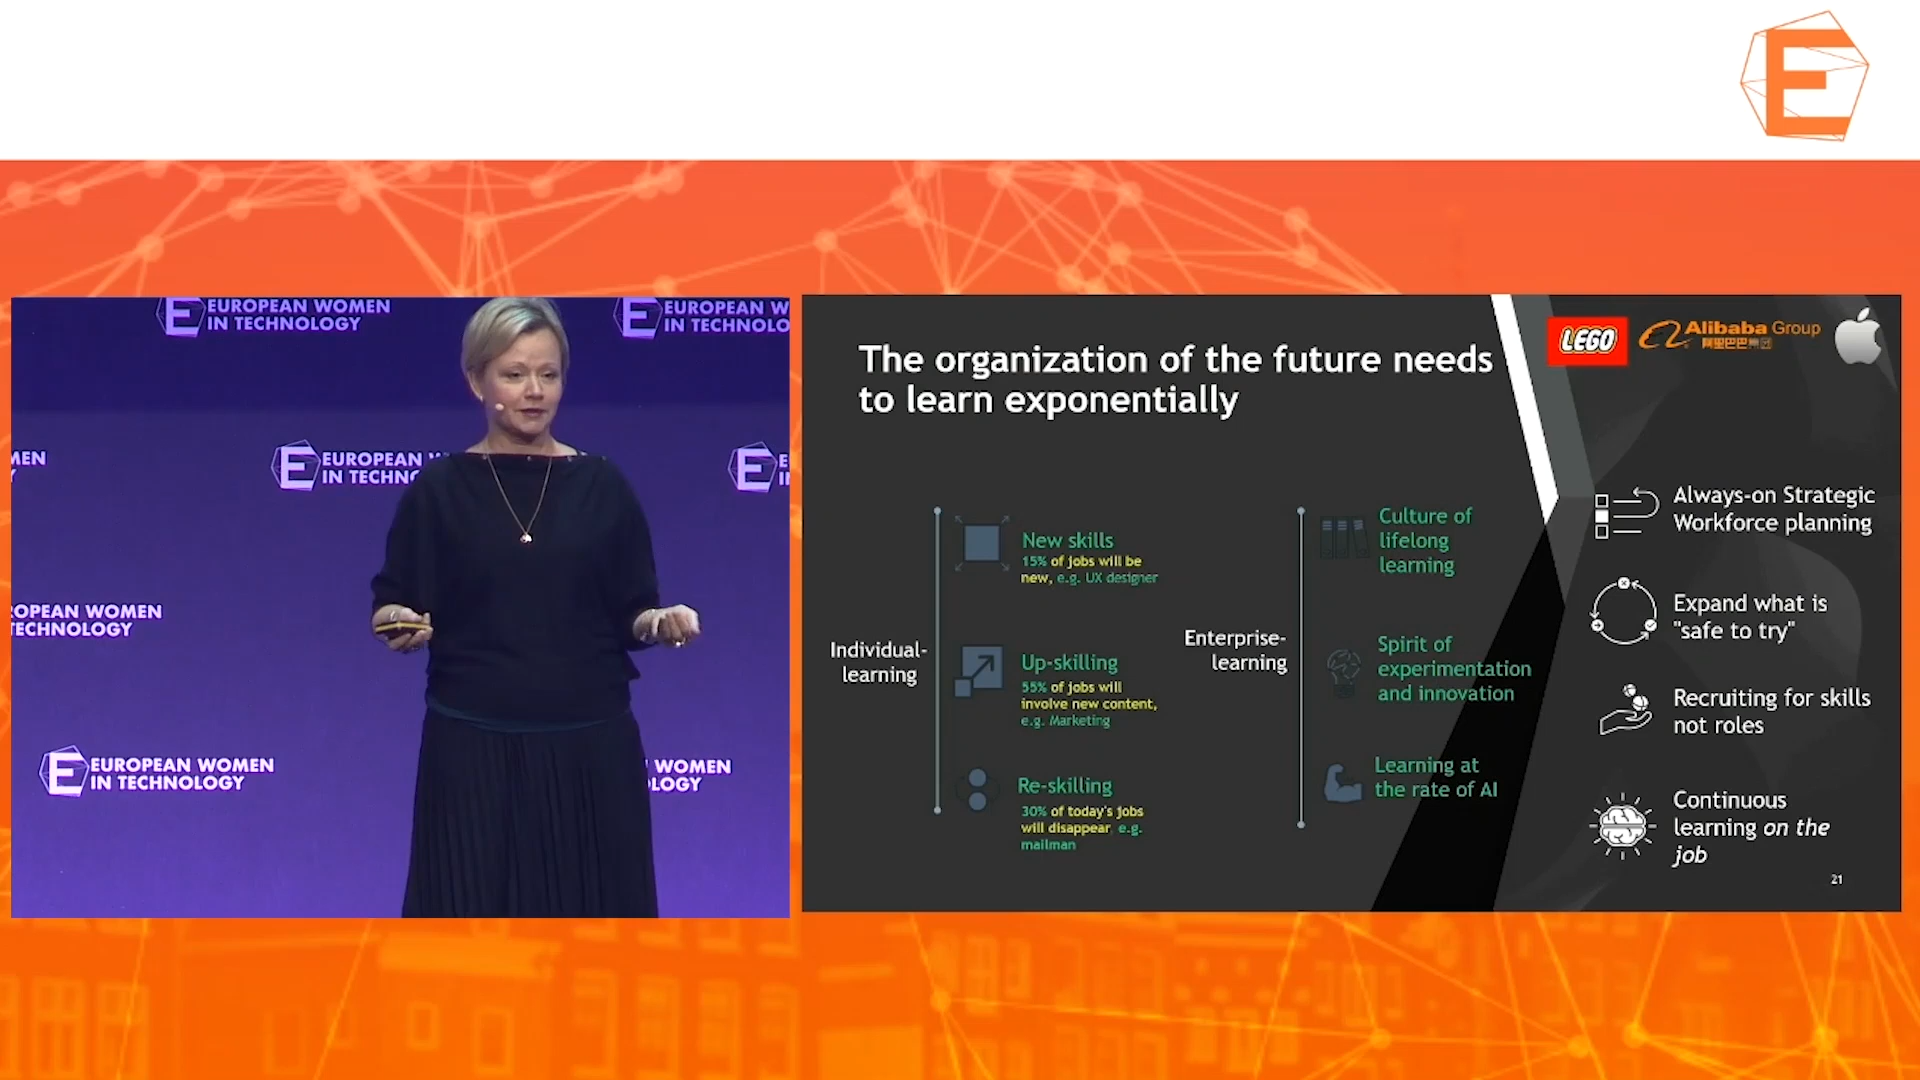 E
EUROPEAN WOMEN
IN TECHNOLOGY
EUROPEAN W
IN TECHNOLO
MEN
Y
EUROPEAN W
IN TECHNO
E
I
ROPEAN WOMEN
TECHNOLOGY
EUROPEAN WOMEN
IN TECHNOLOGY
WOMEN
LOGY
LEGO
Alibaba Group
阿里巴巴集团
The organization of the future needs
to learn exponentially
Individual-
learning
New skills
15% of jobs will be
new, e.g. UX designer
Up-skilling
55% of jobs will
involve new content,
e.g. Marketing
Re-skilling
30% of today's jobs
will disappear e.g.
mailman
Enterprise-
learning
Culture of
lifelong
learning
Spirit of
experimentation
and innovation
Learning at
the rate of AI
Always-on Strategic
Workforce planning
Expand what is
"safe to try"
Recruiting for skills
not roles
Continuous
learning on the
job
21